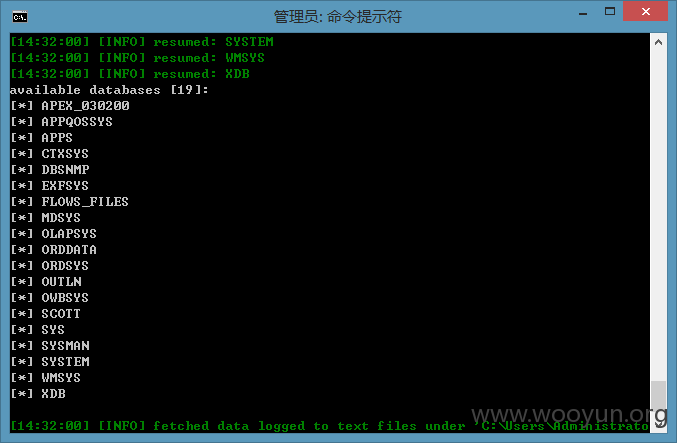 管理员: 命令提示符
[14:32:00] [INFO] resumed: SYSTEM
[14:32:00] [INFO] resumed: WMSYS
[14:32:00] [INFO] resumed: XDB
available databases [19]:
[*] APEX_030200
[*] APPQOSSYS
[*] APPS
[*] CTXSYS
[*] DBSNMP
[*] EXFSYS
[*] FLOWS_FILES
[*] MDSYS
[*] OLAPSYS
[*] ORDDATA
[*] ORDSYS
[*] OUTLN
[*] OWBSYS
[*] SCOTT
[*] SYS
[*] SYSMAN
[*] SYSTEM
[*] WMSYS
[*] XDB
www.wooyun.org
[14:32:00] [INFO] fetched data logged to text files under 'C:\Users\Administrato